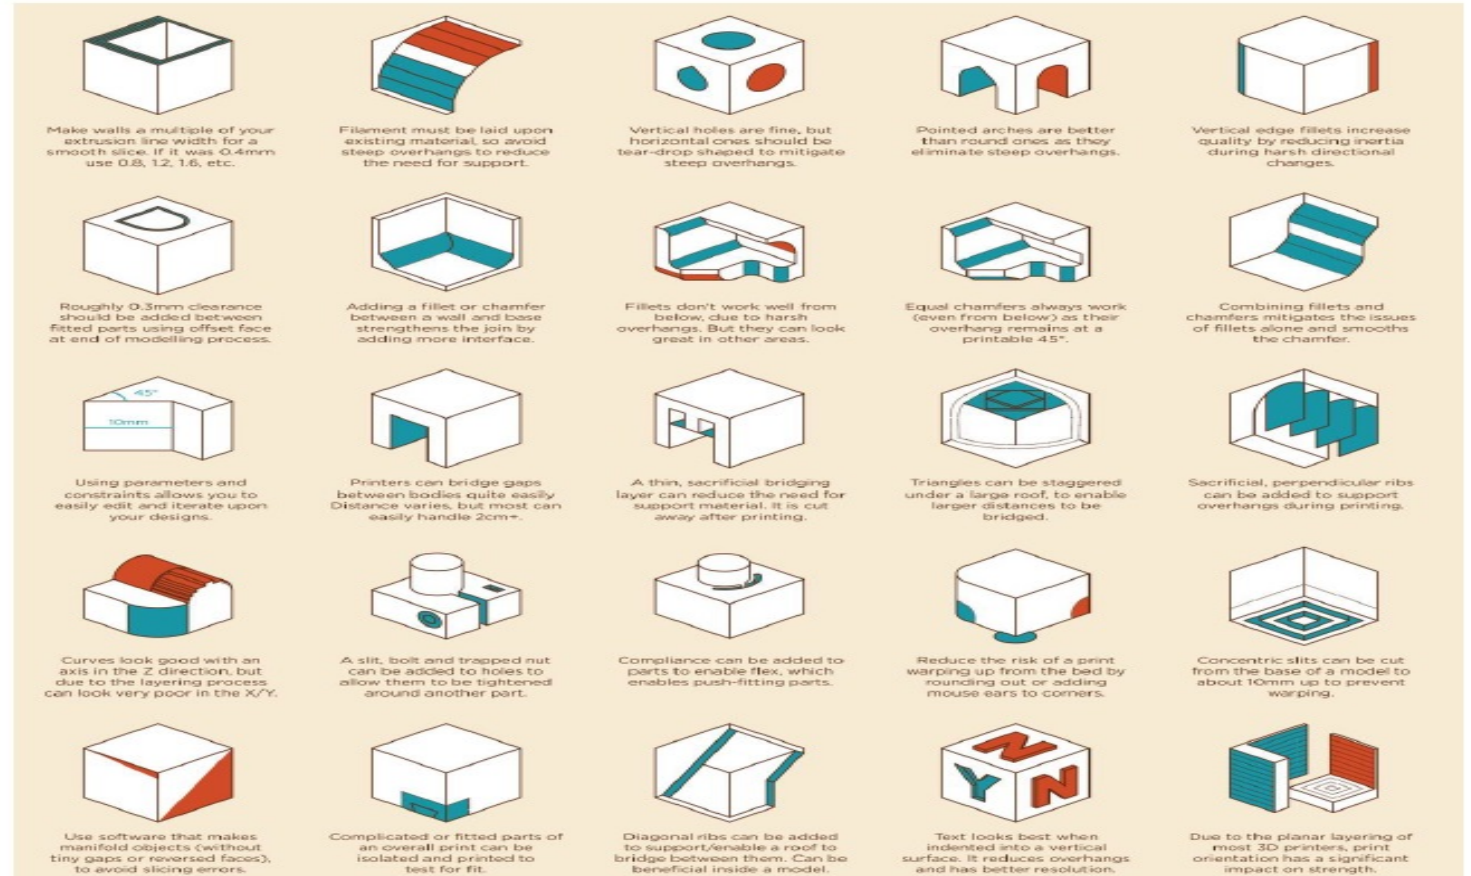 Make walls a multiple of your
extrusion line width for a
smooth slice. If it was 0.4mm
use 0.8, 1.2, 1.6, etc.
Filament must be laid upon
existing material, so avoid
steep overhangs to reduce
the need for support.
Vertical holes are fine, but
horizontal ones should be
tear-drop shaped to mitigate
steep overhangs.
Pointed arches are better
than round ones as they
eliminate steep overhangs.
Vertical edge fillets increase
quality by reducing inertia
during harsh directional
changes.
Roughly 0.3mm clearance
should be added between
fitted parts using offset face
at end of modelling process.
Adding a fillet or chamfer
between a wall and base
strengthens the join by
adding more interface.
Fillets don't work well from
below, due to harsh
overhangs. But they can look
great in other areas.
Equal chamfers always work
(even from below) as their
overhang remains at a
printable 45°.
Combining fillets and
chamfers mitigates the issues
of fillets alone and smooths
the chamfer.
45°
10mm
Using parameters and
constraints allows you to
easily edit and iterate upon
your designs.
Printers can bridge gaps
between bodies quite easily
Distance varies, but most can
easily handle 2cm+.
A thin, sacrificial bridging
layer can reduce the need for
support material. It is cut
away after printing.
Triangles can be staggered
under a large roof, to enable
larger distances to be
bridged.
Sacrificial, perpendicular ribs
can be added to support
overhangs during printing.
Curves look good with an
axis in the Z direction, but
due to the layering process
can look very poor in the X/Y.
A slit, bolt and trapped nut
can be added to holes to
allow them to be tightened
around another part.
Compliance can be added to
parts to enable flex, which
enables push-fitting parts.
Reduce the risk of a print
warping up from the bed by
rounding out or adding
mouse ears to corners.
Concentric slits can be cut
from the base of a model to
about 10mm up to prevent
warping.
Use software that makes
manifold objects (without
tiny gaps or reversed faces),
to avoid slicing errors.
Complicated or fitted parts of
an overall print can be
isolated and printed to
test for fit.
Diagonal ribs can be added
to support/enable a roof to
bridge between them. Can be
beneficial inside a model.
N
Y N
Text looks best when
indented into a vertical
surface. It reduces overhangs
and has better resolution.
Due to the planar layering of
most 3D printers, print
orientation has a significant
impact on strength.